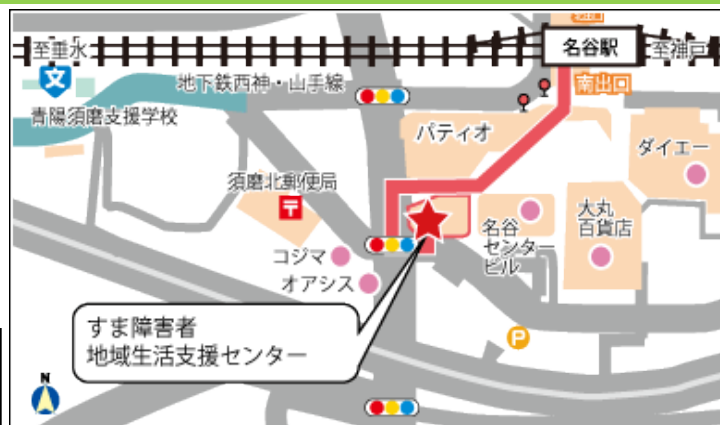 至垂水
名谷駅
至神戸
文
地下鉄西神・山手線
南出口
青陽須磨支援学校
パティオ
ダイエー
須磨北郵便局
〒
大丸
百貨店
名谷
センター
ビル
コジマ
オアシス
すま障害者
地域生活支援センター
P
N